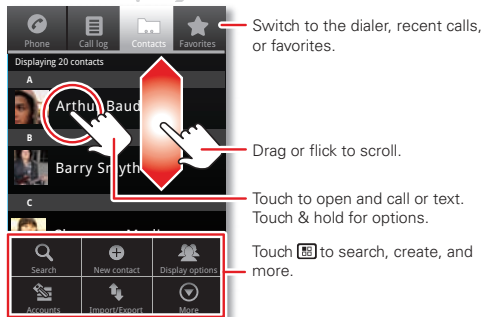 Phone
Call log
Contacts
Favorites
Switch to the dialer, recent calls,
or favorites.
Displaying 20 contacts
A
Arthur Baud
B
Barry Smyth
Drag or flick to scroll.
C
Touch to open and call or text.
Touch & hold for options.
Touch to search, create, and
more.
Search
New contact
Display options
Accounts
Import/Export
More